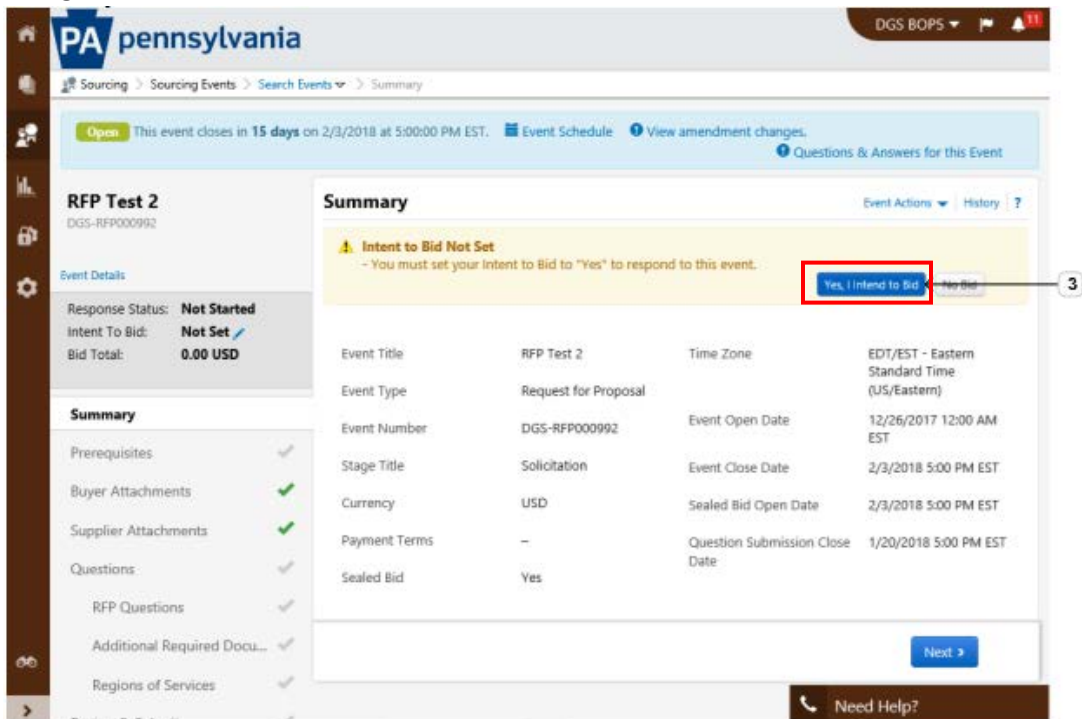 PA pennsylvania
DGS BOPS
11
Sourcing > Sourcing Events > Search Events > Summary
Open This event closes in 15 days on 2/3/2018 at 5:00:00 PM EST. Event Schedule View amendment changes.
Questions & Answers for this Event
RFP Test 2
DGS-RFP000992
Event Details
Response Status: Not Started
Intent To Bid: Not Set
Bid Total: 0.00 USD
Summary
Prerequisites
Buyer Attachments
Supplier Attachments
Questions
RFP Questions
Additional Required Docu...
Regions of Services
Summary
Event Actions History ?
Intent to Bid Not Set
- You must set your Intent to Bid to "Yes" to respond to this event.
Yes, I Intend to Bid No Bid
3
Event Title RFP Test 2
Event Type Request for Proposal
Event Number DGS-RFP000992
Stage Title Solicitation
Currency USD
Payment Terms –
Sealed Bid Yes
Time Zone EDT/EST - Eastern
Standard Time
(US/Eastern)
Event Open Date 12/26/2017 12:00 AM
EST
Event Close Date 2/3/2018 5:00 PM EST
Sealed Bid Open Date 2/3/2018 5:00 PM EST
Question Submission Close 1/20/2018 5:00 PM EST
Date
Next >
Need Help?